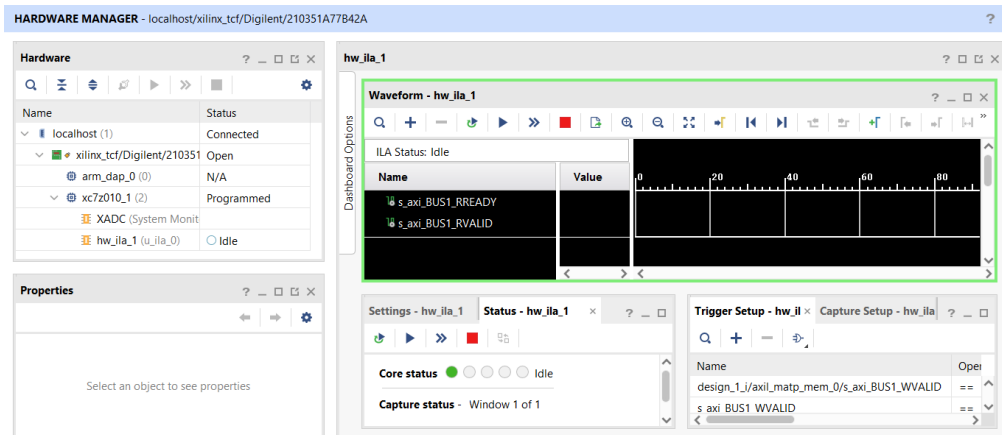 HARDWARE MANAGER - localhost/xilinx_tcf/Digilent/210351A77B42A ?
Hardware ? _
Name Status
localhost (1) Connected
xilinx_tcf/Digilent/210351 Open
arm_dap_0 (0) N/A
xc7z010_1 (2) Programmed
XADC (System Monit
hw_ila_1 (u_ila_0) Idle
Properties ? _
Select an object to see properties
hw_ila_1 ?
Dashboard Options
Waveform - hw_ila_1 ? _
»
ILA Status: Idle
Name Value 0 20 40 60 80
s_axi_BUS1_RREADY
s_axi_BUS1_RVALID
Settings - hw_ila_1 Status - hw_ila_1 × ? _
Core status Idle
Capture status - Window 1 of 1
Trigger Setup - hw_il × Capture Setup - hw_ila ? _
Name Oper
design_1_i/axil_matp_mem_0/s_axi_BUS1_WVALID ==
s_axi_BUS1_WVALID ==